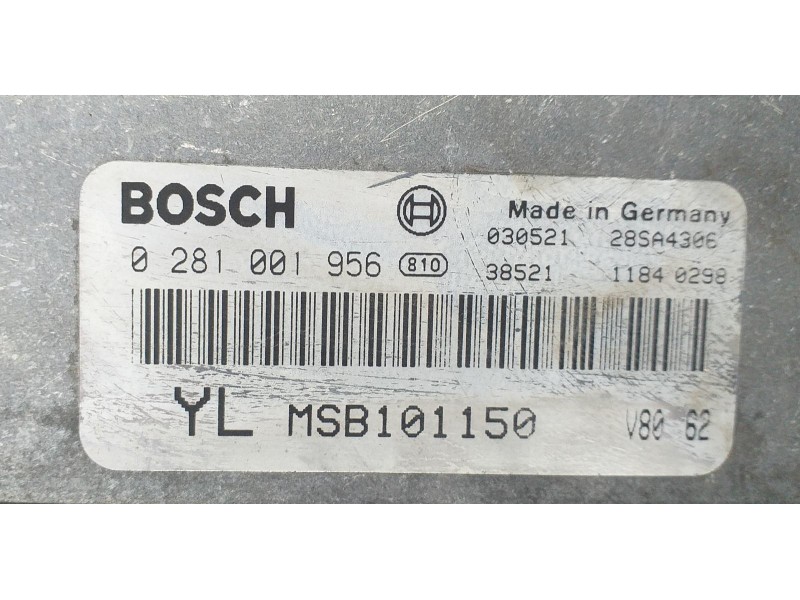 BOSCH Made in Germany
030521 28SA4306
0 281 001 956 810
38521 1184 0298
YL MSB101150 V80 62